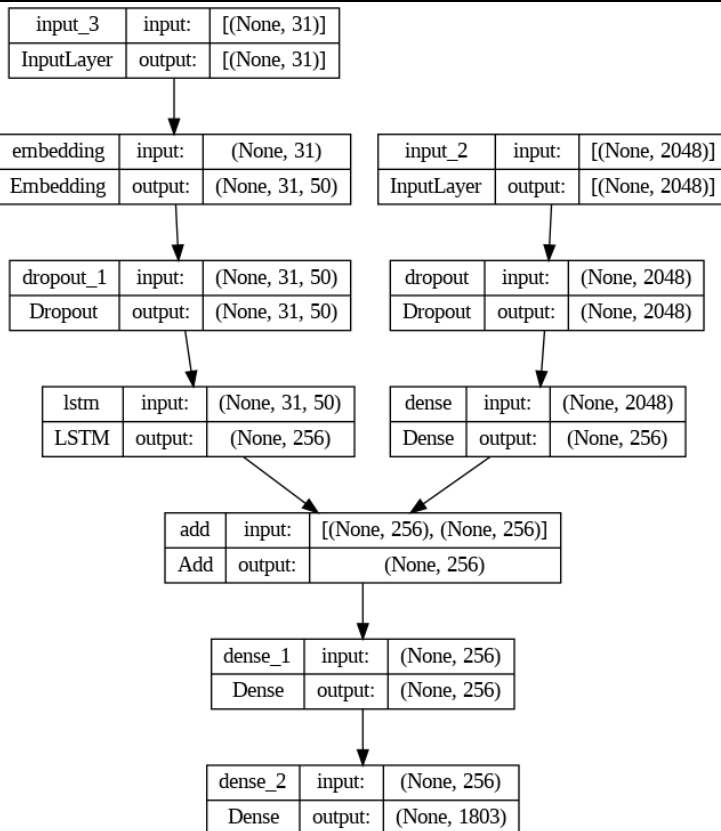 input_3 input: [(None, 31)]
InputLayer output: [(None, 31)]
embedding input: (None, 31)
Embedding output: (None, 31, 50)
input_2 input: [(None, 2048)]
InputLayer output: [(None, 2048)]
dropout_1 input: (None, 31, 50)
Dropout output: (None, 31, 50)
dropout input: (None, 2048)
Dropout output: (None, 2048)
lstm input: (None, 31, 50)
LSTM output: (None, 256)
dense input: (None, 2048)
Dense output: (None, 256)
add input: [(None, 256), (None, 256)]
Add output: (None, 256)
dense_1 input: (None, 256)
Dense output: (None, 256)
dense_2 input: (None, 256)
Dense output: (None, 1803)